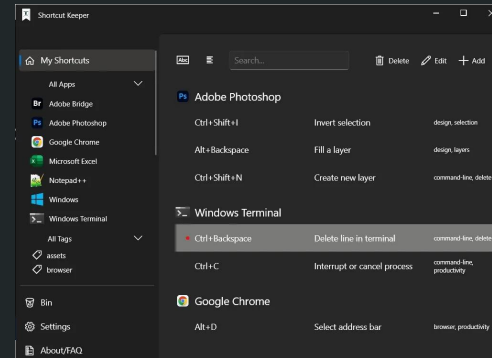 Shortcut Keeper
My Shortcuts
All Apps
Br Adobe Bridge
Ps Adobe Photoshop
Google Chrome
Microsoft Excel
Notepad++
Windows
Windows Terminal
All Tags
assets
browser
Bin
Settings
About/FAQ
Abc Search... Delete Edit Add
Ps Adobe Photoshop
Ctrl+Shift+I Invert selection design, selection
Alt+Backspace Fill a layer design, layers
Ctrl+Shift+N Create new layer command-line, delete
Windows Terminal
Ctrl+Backspace Delete line in terminal command-line, delete
Ctrl+C Interrupt or cancel process command-line,
productivity
Google Chrome
Alt+D Select address bar browser, productivity